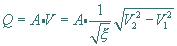 Q = A•V = A• 1/√ξ √(V₂² − V₁²)